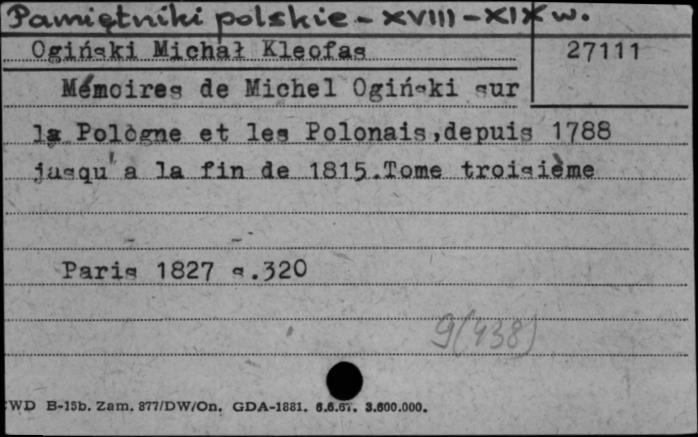 Pamiętniki polskie - XVIII - XIX w.
Ogiński Michał Kleofas 27111
Mémoires de Michel Ogiński sur
la Pologne et les Polonais,depuis 1788
jusqu'a la fin de 1815.Tome troisième
Paris 1827 s.320
9(438)
CWD B-15b. Zam. 877/DW/On. GDA-1881. 6.6.67. 3.600.000.